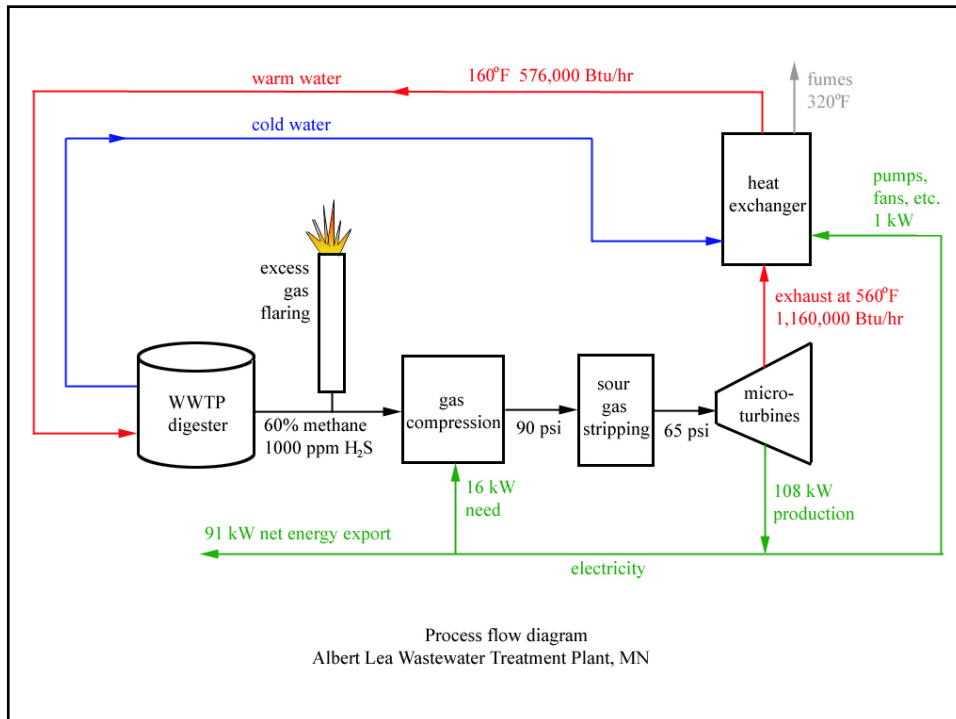 warm water
160°F 576,000 Btu/hr
fumes
320°F
cold water
heat
exchanger
pumps,
fans, etc.
1 kW
excess
gas
flaring
exhaust at 560°F
1,160,000 Btu/hr
WWTP
digester
60% methane
1000 ppm H₂S
gas
compression
90 psi
sour
gas
stripping
65 psi
micro-
turbines
16 kW
need
108 kW
production
91 kW net energy export
electricity
Process flow diagram
Albert Lea Wastewater Treatment Plant, MN